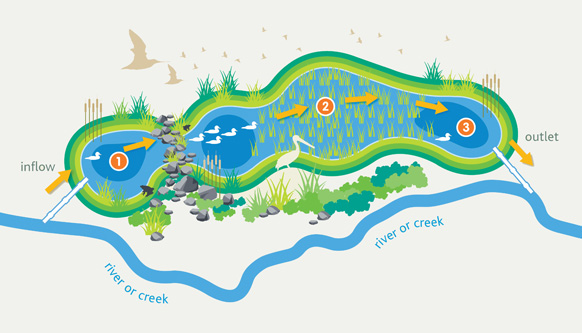 inflow
1
2
3
outlet
river or creek
river or creek